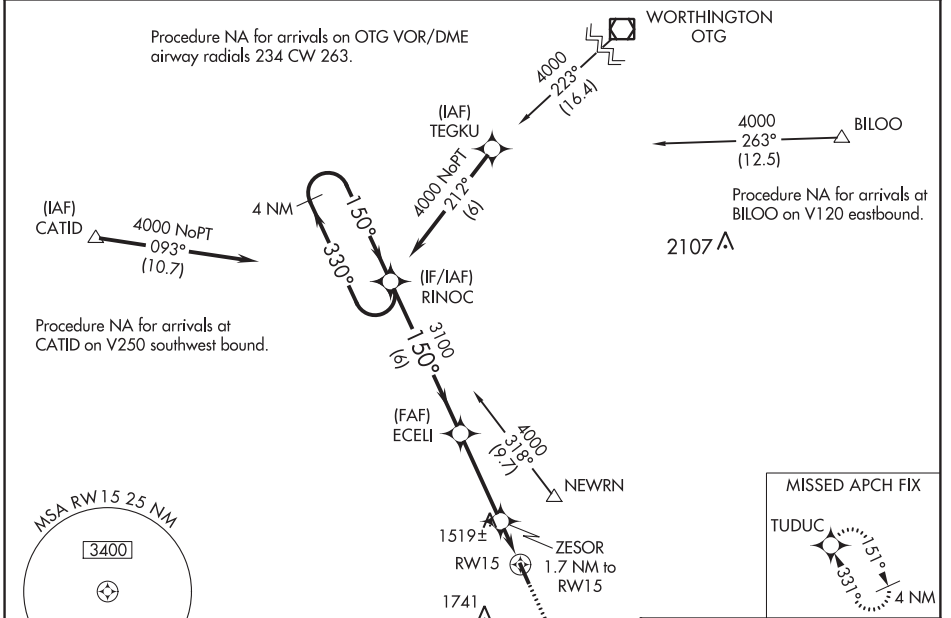 Procedure NA for arrivals on OTG VOR/DME
airway radials 234 CW 263.
WORTHINGTON
OTG
4000
223°
(16.4)
(IAF)
TEGKU
4000 NoPT
212°
(6)
4000
263°
(12.5)
BILOO
Procedure NA for arrivals at
BILOO on V120 eastbound.
2107
(IAF)
CATID
4000 NoPT
093°
(10.7)
4 NM
150°
330°
(IF/IAF)
RINOC
Procedure NA for arrivals at
CATID on V250 southwest bound.
3100
150°
(6)
(FAF)
ECELI
4000
318°
(9.7)
NEWRN
MSA RW15 25 NM
3400
1519±
ZESOR
1.7 NM to
RW15
RW15
1741
MISSED APCH FIX
TUDUC
151°
331°
4 NM